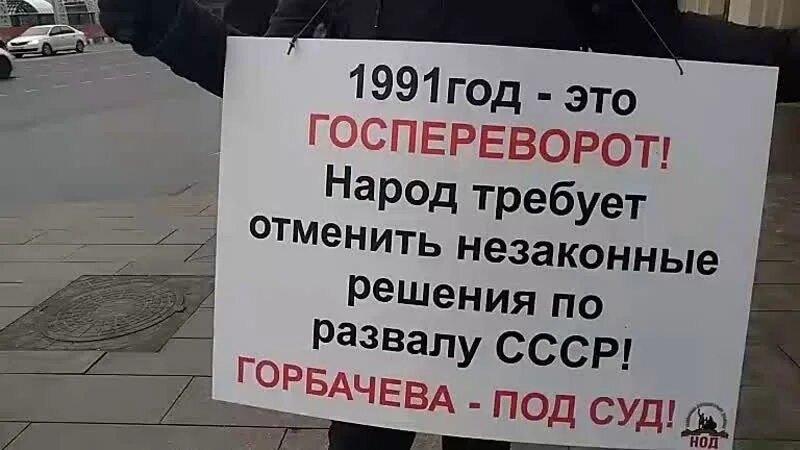 1991год - это
ГОСПЕРЕВОРОТ!
Народ требует
отменить незаконные
решения по
развалу СССР!
ГОРБАЧЕВА - ПОД СУД!
НОД